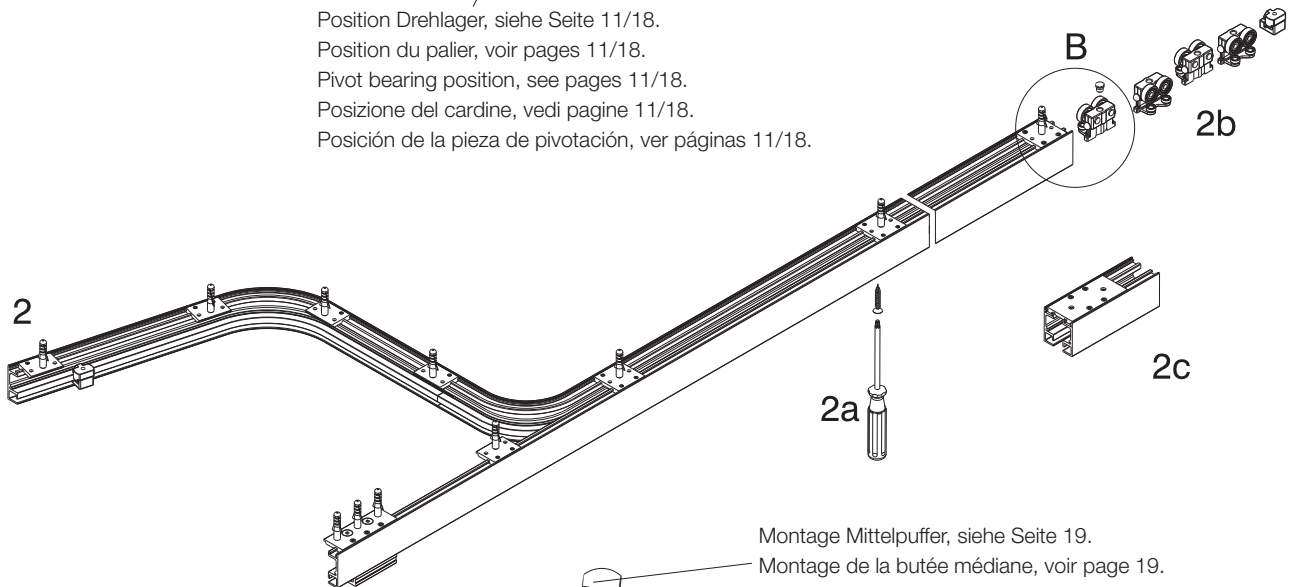 Position Drehlager, siehe Seite 11/18.
Position du palier, voir pages 11/18.
Pivot bearing position, see pages 11/18.
Posizione del cardine, vedi pagine 11/18.
Posición de la pieza de pivotación, ver páginas 11/18.
B
2b
2
2c
2a
Montage Mittelpuffer, siehe Seite 19.
Montage de la butée médiane, voir page 19.